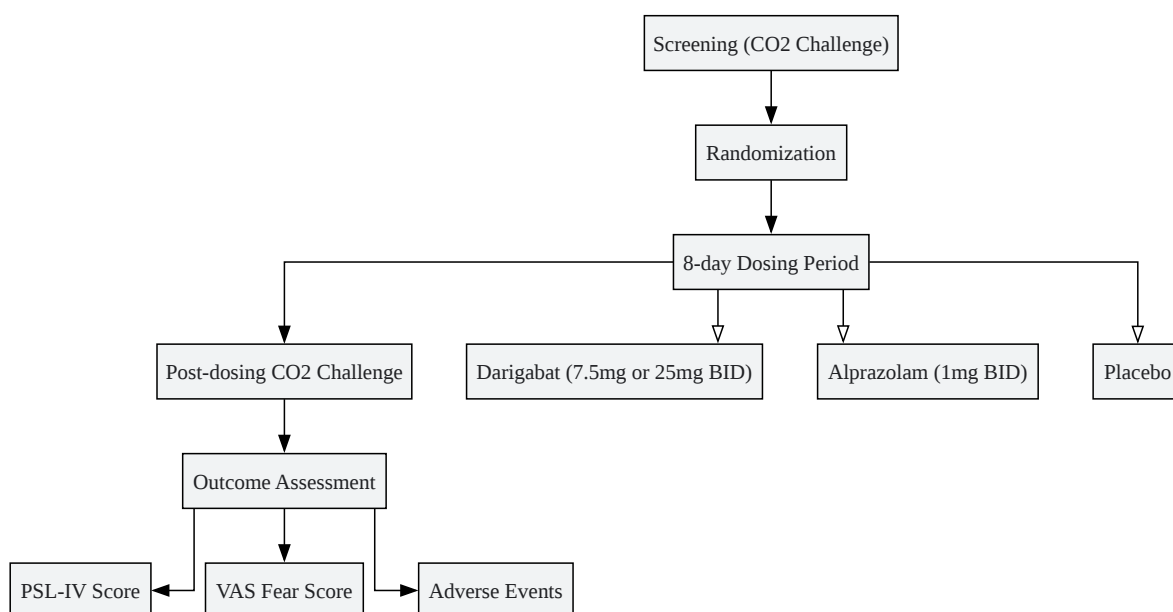 Screening (CO2 Challenge)
Randomization
8-day Dosing Period
Post-dosing CO2 Challenge
Darigabat (7.5mg or 25mg BID)
Alprazolam (1mg BID)
Placebo
Outcome Assessment
PSL-IV Score
VAS Fear Score
Adverse Events